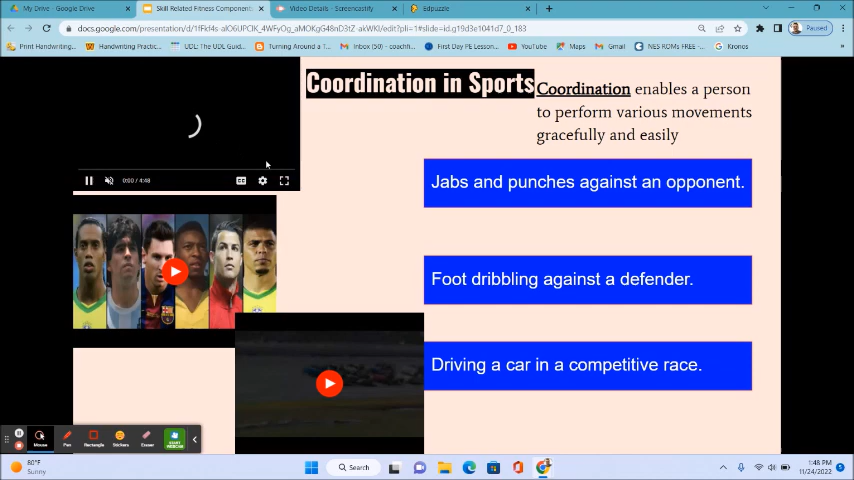 My Drive - Google Drive
Skill Related Fitness Component
Video Details - Screencastify
Edpuzzle
docs.google.com/presentation/d/1fFkf4s-alO6UPClK_4WFyOg_aMOKgG48nD3tZ-akWKI/edit?pli=1#slide=id.g19d3e1041d7_0_183
Paused
Print Handwriting...
Handwriting Practic...
UDL: The UDL Guid...
Turning Around a 1...
Inbox (50) - coachfi...
First Day PE Lesson...
YouTube
Maps
Gmail
NES ROMs FREE - ...
Kronos
Coordination in Sports
Coordination enables a person
to perform various movements
gracefully and easily
0:00 / 4:48
Jabs and punches against an opponent.
Foot dribbling against a defender.
Driving a car in a competitive race.
Mouse
Pen
Rectangle
Stickers
Eraser
80°F
Sunny
Search
1:48 PM
11/24/2022